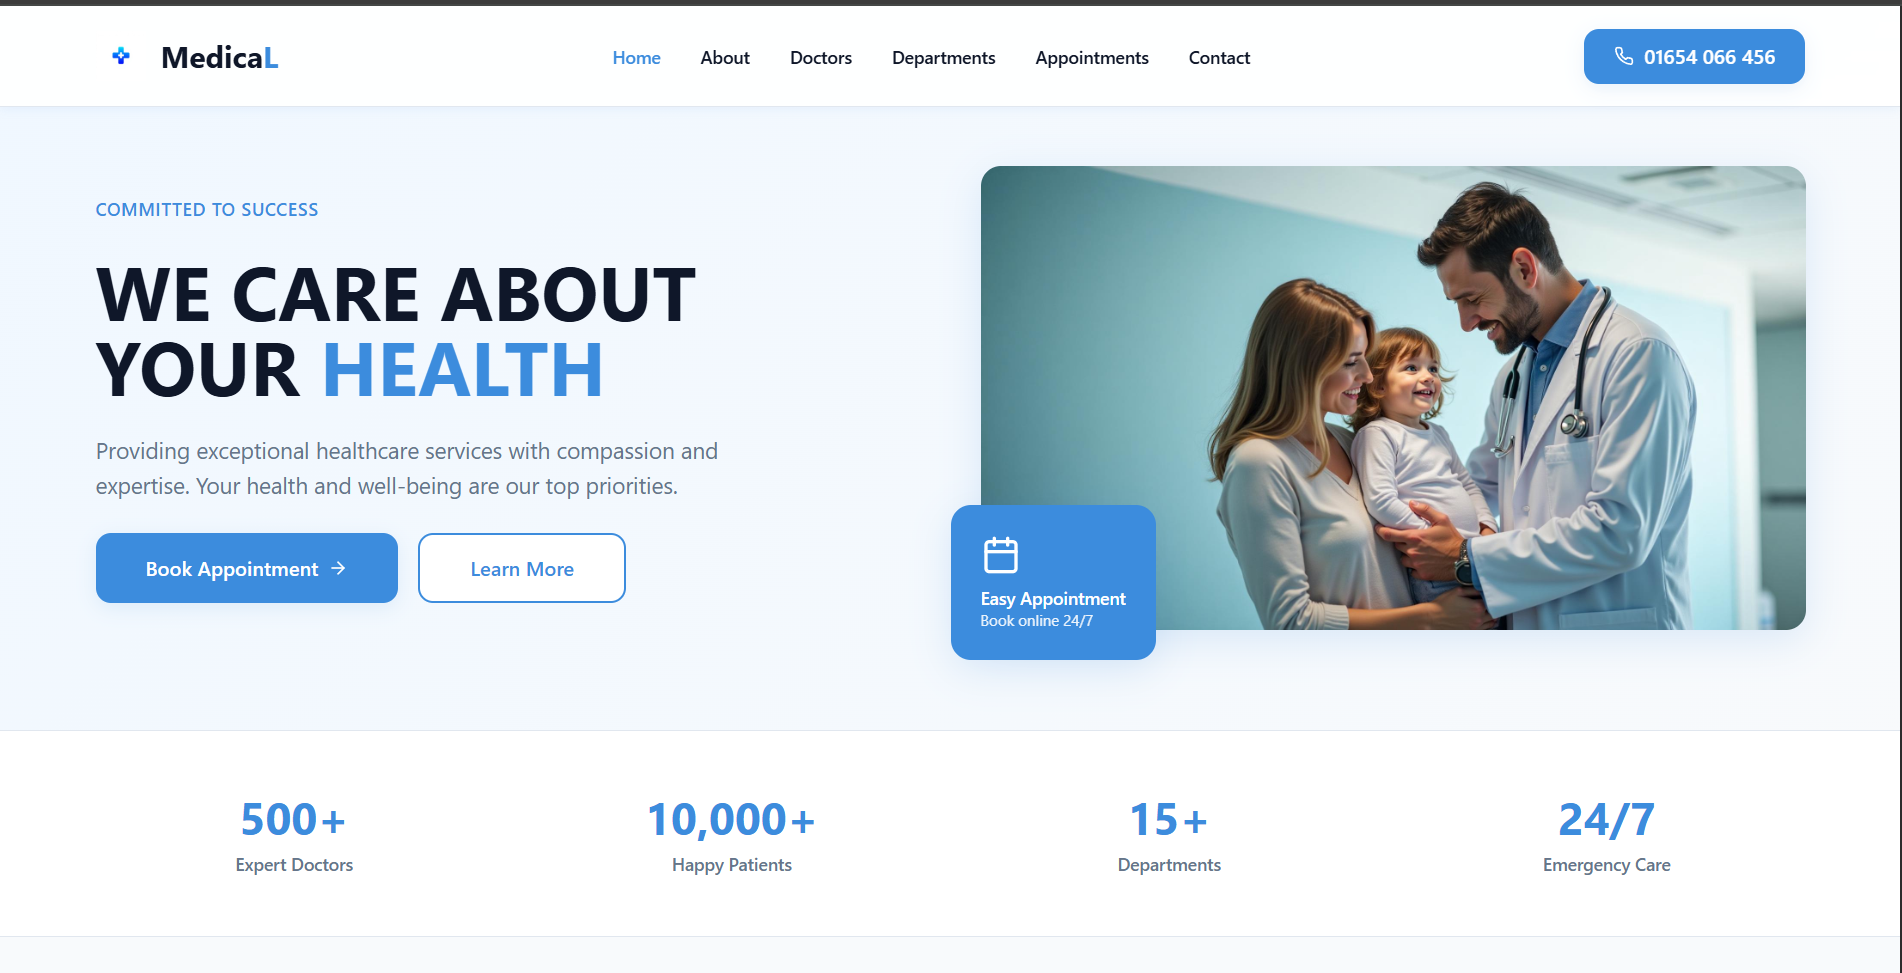 MedicaL
Home
About
Doctors
Departments
Appointments
Contact
01654 066 456
COMMITTED TO SUCCESS
WE CARE ABOUT
YOUR HEALTH
Providing exceptional healthcare services with compassion and
expertise. Your health and well-being are our top priorities.
Book Appointment →
Learn More
Easy Appointment
Book online 24/7
500+
Expert Doctors
10,000+
Happy Patients
15+
Departments
24/7
Emergency Care